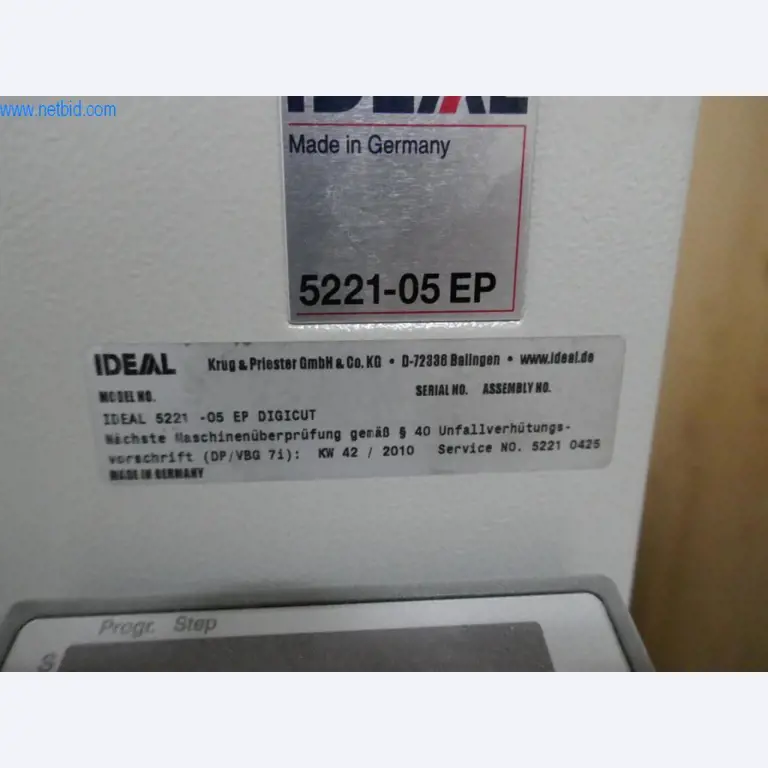 www.netbid.com
IDEAL
Made in Germany
5221-05 EP
IDEAL Krug & Priester GmbH & Co. KG • D-72336 Balingen • www.ideal.de
MODEL NO. SERIAL NO. ASSEMBLY NO.
IDEAL 5221 -05 EP DIGICUT
Nächste Maschinenüberprüfung gemäß § 40 Unfallverhütungs-
vorschrift (DP/VBG 7i): KW 42 / 2010 Service NO. 5221 0425
MADE IN GERMANY
Progr. Step
S